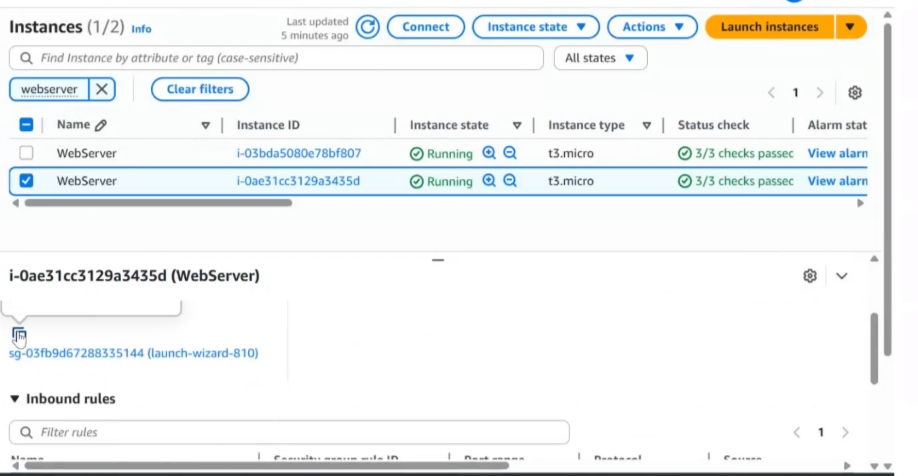 Instances (1/2) Info
Last updated
5 minutes ago
Connect
Instance state
Actions
Launch instances
Find Instance by attribute or tag (case-sensitive)
All states
webserver
Clear filters
1
Name
Instance ID
Instance state
Instance type
Status check
Alarm stat
WebServer i-03bda5080e78bf807 Running t3.micro 3/3 checks passec View alarn
WebServer i-0ae31cc3129a3435d Running t3.micro 3/3 checks passec View alarn
i-0ae31cc3129a3435d (WebServer)
sg-03fb9d67288335144 (launch-wizard-810)
Inbound rules
Filter rules
1
Name Security group rule ID Port range Protocol Source